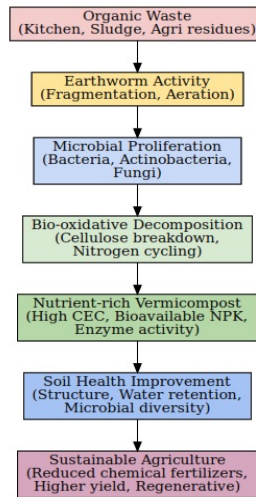 Organic Waste
(Kitchen, Sludge, Agri residues)
Earthworm Activity
(Fragmentation, Aeration)
Microbial Proliferation
(Bacteria, Actinobacteria,
Fungi)
Bio-oxidative Decomposition
(Cellulose breakdown,
Nitrogen cycling)
Nutrient-rich Vermicompost
(High CEC, Bioavailable NPK,
Enzyme activity)
Soil Health Improvement
(Structure, Water retention,
Microbial diversity)
Sustainable Agriculture
(Reduced chemical fertilizers,
Higher yield, Regenerative)